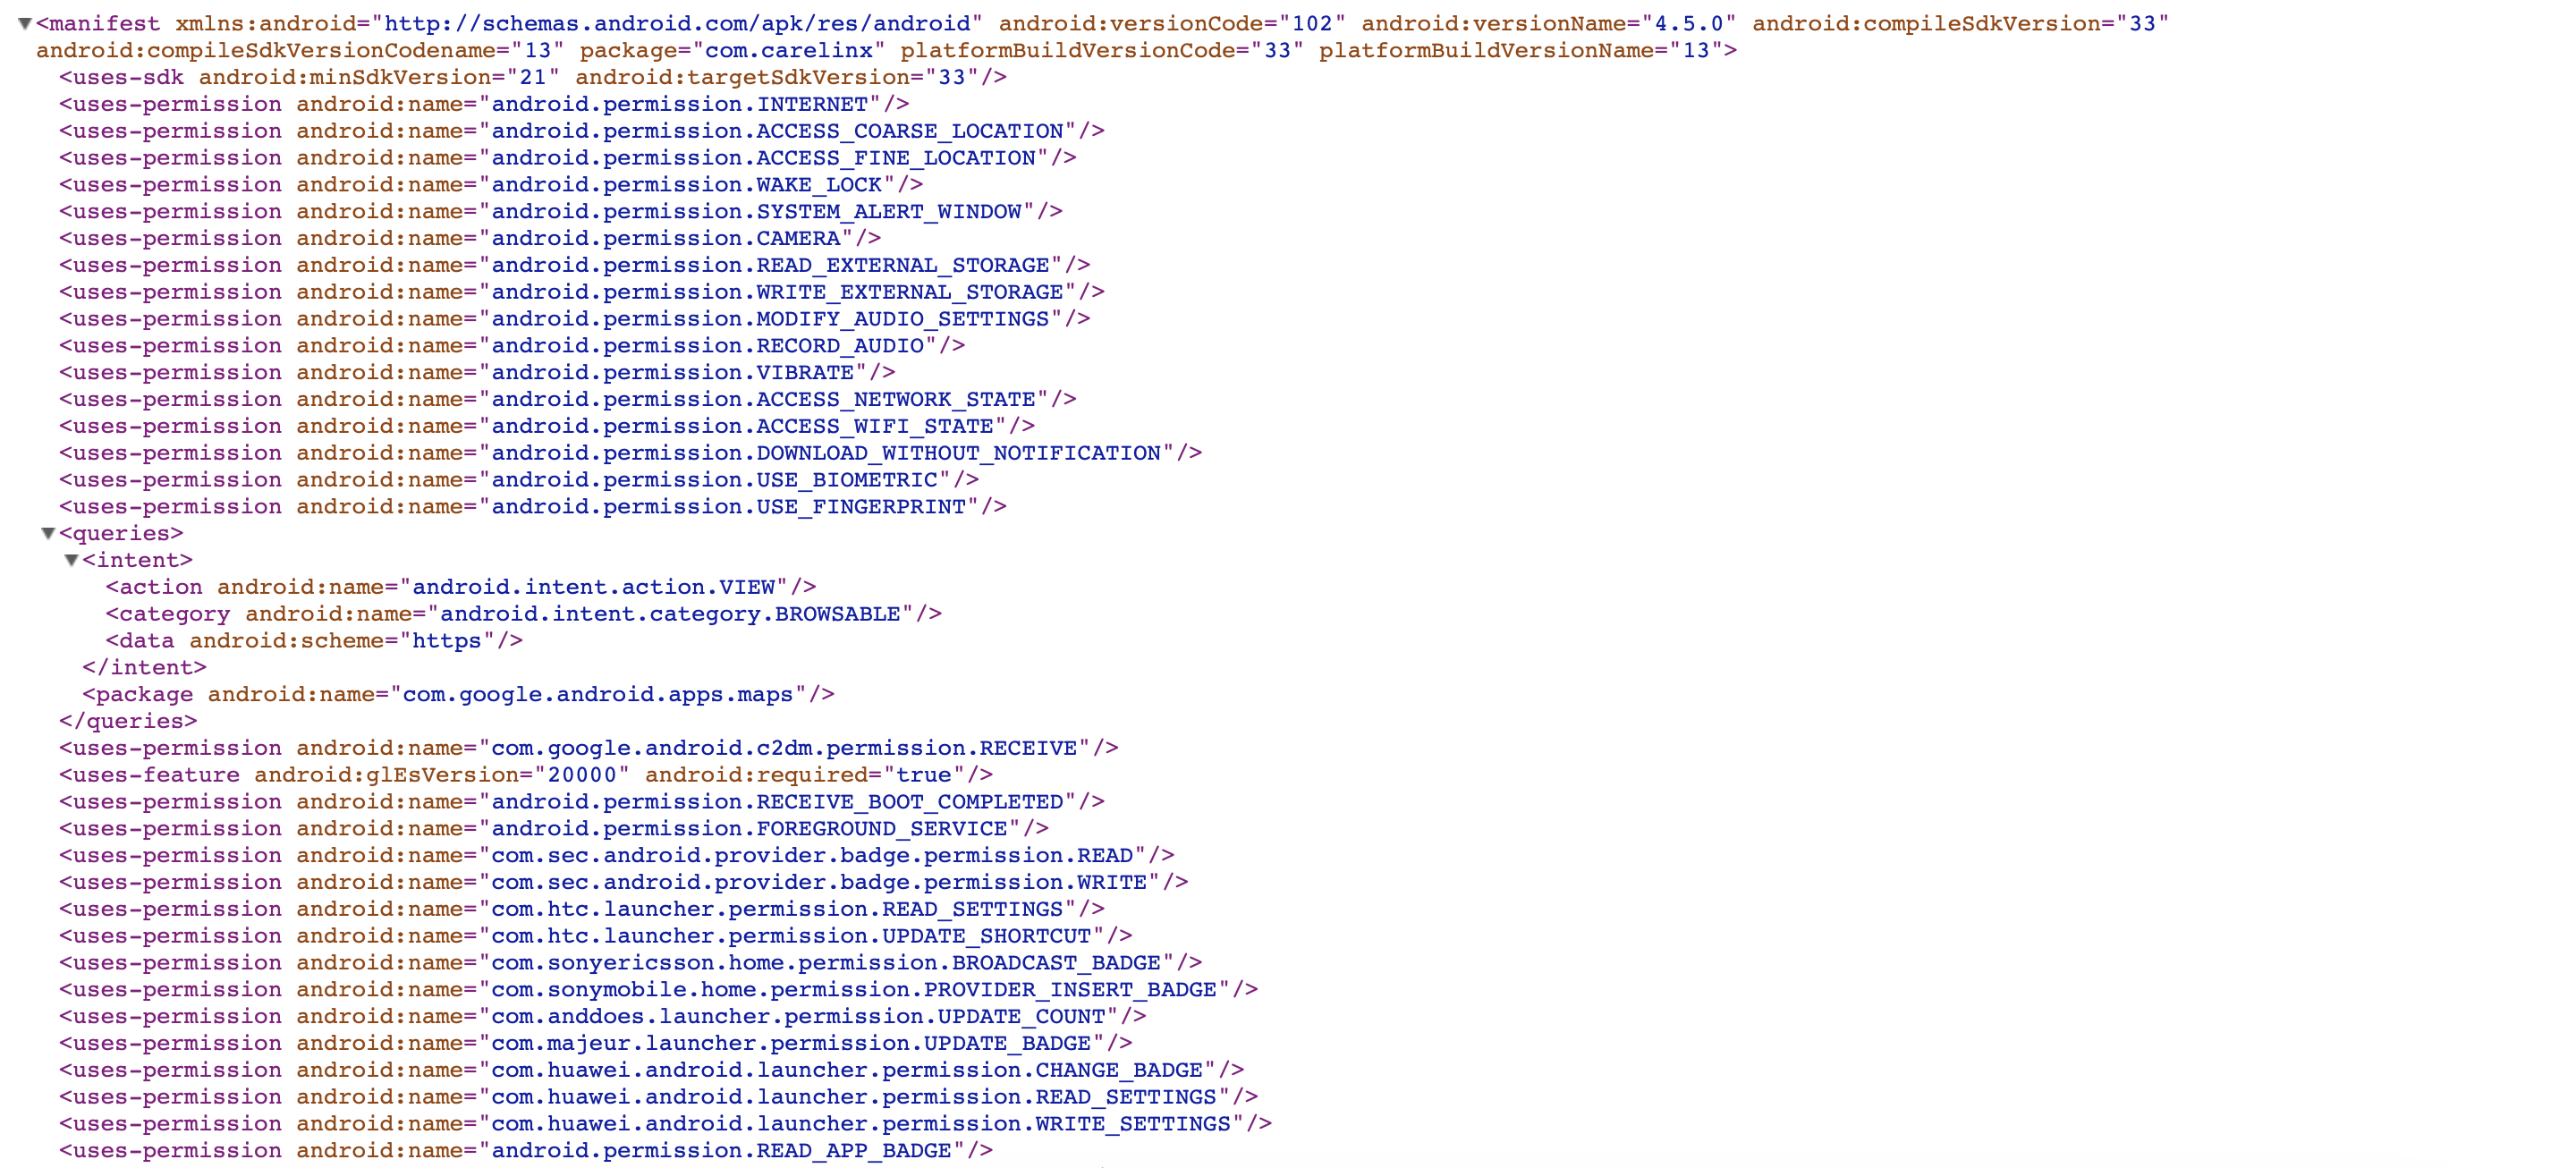 <manifest xmlns:android="http://schemas.android.com/apk/res/android" android:versionCode="102" android:versionName="4.5.0" android:compileSdkVersion="33"
android:compileSdkVersionCodename="13" package="com.carelinx" platformBuildVersionCode="33" platformBuildVersionName="13">
<uses-sdk android:minSdkVersion="21" android:targetSdkVersion="33"/>
<uses-permission android:name="android.permission.INTERNET"/>
<uses-permission android:name="android.permission.ACCESS_COARSE_LOCATION"/>
<uses-permission android:name="android.permission.ACCESS_FINE_LOCATION"/>
<uses-permission android:name="android.permission.WAKE_LOCK"/>
<uses-permission android:name="android.permission.SYSTEM_ALERT_WINDOW"/>
<uses-permission android:name="android.permission.CAMERA"/>
<uses-permission android:name="android.permission.READ_EXTERNAL_STORAGE"/>
<uses-permission android:name="android.permission.WRITE_EXTERNAL_STORAGE"/>
<uses-permission android:name="android.permission.MODIFY_AUDIO_SETTINGS"/>
<uses-permission android:name="android.permission.RECORD_AUDIO"/>
<uses-permission android:name="android.permission.VIBRATE"/>
<uses-permission android:name="android.permission.ACCESS_NETWORK_STATE"/>
<uses-permission android:name="android.permission.ACCESS_WIFI_STATE"/>
<uses-permission android:name="android.permission.DOWNLOAD_WITHOUT_NOTIFICATION"/>
<uses-permission android:name="android.permission.USE_BIOMETRIC"/>
<uses-permission android:name="android.permission.USE_FINGERPRINT"/>
<queries>
<intent>
<action android:name="android.intent.action.VIEW"/>
<category android:name="android.intent.category.BROWSABLE"/>
<data android:scheme="https"/>
</intent>
<package android:name="com.google.android.apps.maps"/>
</queries>
<uses-permission android:name="com.google.android.c2dm.permission.RECEIVE"/>
<uses-feature android:glEsVersion="20000" android:required="true"/>
<uses-permission android:name="android.permission.RECEIVE_BOOT_COMPLETED"/>
<uses-permission android:name="android.permission.FOREGROUND_SERVICE"/>
<uses-permission android:name="com.sec.android.provider.badge.permission.READ"/>
<uses-permission android:name="com.sec.android.provider.badge.permission.WRITE"/>
<uses-permission android:name="com.htc.launcher.permission.READ_SETTINGS"/>
<uses-permission android:name="com.htc.launcher.permission.UPDATE_SHORTCUT"/>
<uses-permission android:name="com.sonyericsson.home.permission.BROADCAST_BADGE"/>
<uses-permission android:name="com.sonymobile.home.permission.PROVIDER_INSERT_BADGE"/>
<uses-permission android:name="com.anddoes.launcher.permission.UPDATE_COUNT"/>
<uses-permission android:name="com.majeur.launcher.permission.UPDATE_BADGE"/>
<uses-permission android:name="com.huawei.android.launcher.permission.CHANGE_BADGE"/>
<uses-permission android:name="com.huawei.android.launcher.permission.READ_SETTINGS"/>
<uses-permission android:name="com.huawei.android.launcher.permission.WRITE_SETTINGS"/>
<uses-permission android:name="android.permission.READ_APP_BADGE"/>